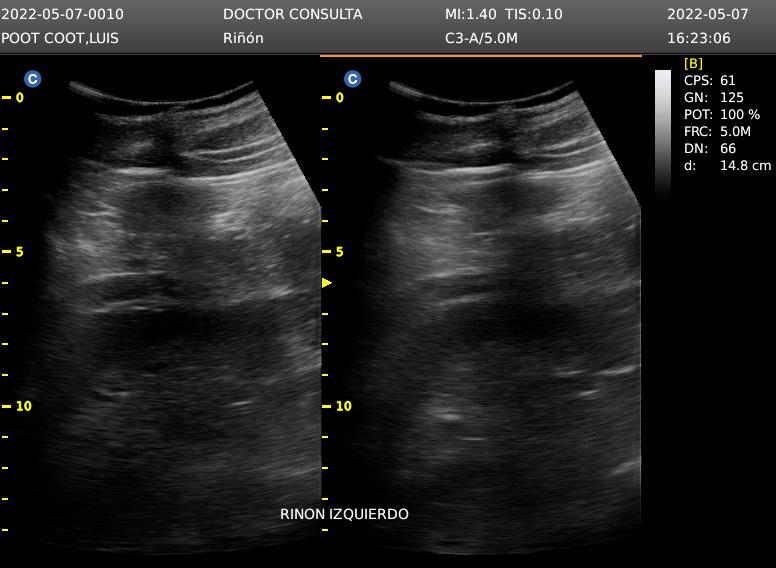 2022-05-07-0010 DOCTOR CONSULTA MI:1.40 TIS:0.10 2022-05-07
POOT COOT,LUIS Riñón C3-A/5.0M 16:23:06
[B]
C C
CPS: 61
0 0
GN: 125
POT: 100 %
FRC: 5.0M
DN: 66
d: 14.8 cm
5 5
10 10
RINON IZQUIERDO